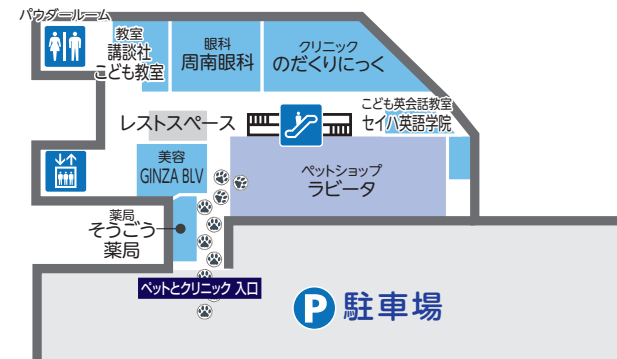 パウダールーム
教室
講談社
こども教室
眼科
周南眼科
クリニック
のだくりにっく
レストスペース
こども英会話教室
セイハ英語学院
美容
GINZA BLV
ペットショップ
ラビータ
薬局
そうごう
薬局
ペットとクリニック 入口
P 駐車場